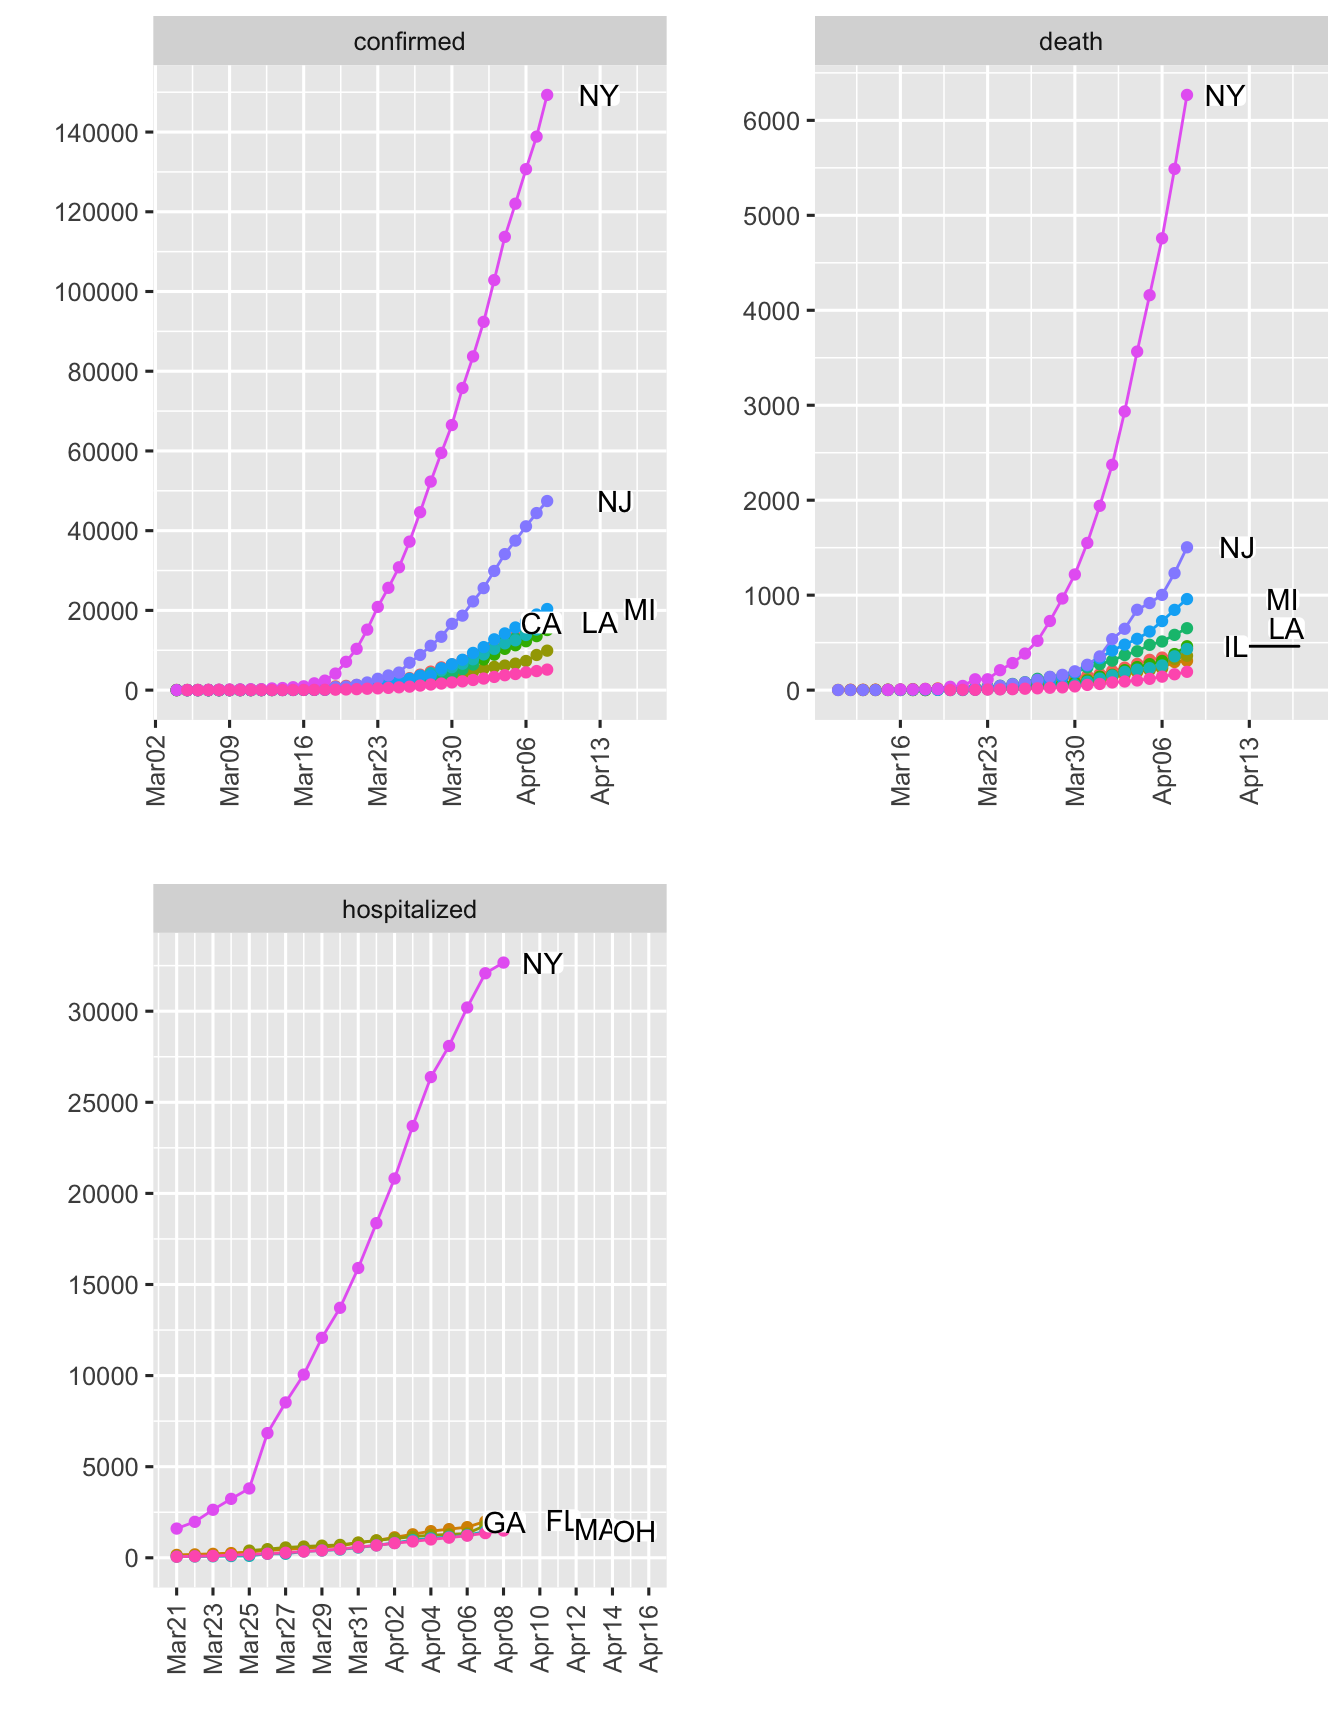 confirmed
140000
120000
100000
80000
60000
40000
20000
0
NY
NJ
MI
LA
CA
Mar02
Mar09
Mar16
Mar23
Mar30
Apr06
Apr13
death
6000
5000
4000
3000
2000
1000
0
NY
NJ
MI
LA
IL
Mar16
Mar23
Mar30
Apr06
Apr13
hospitalized
30000
25000
20000
15000
10000
5000
0
NY
GA
FL
MA
OH
Mar21
Mar23
Mar25
Mar27
Mar29
Mar31
Apr02
Apr04
Apr06
Apr08
Apr10
Apr12
Apr14
Apr16